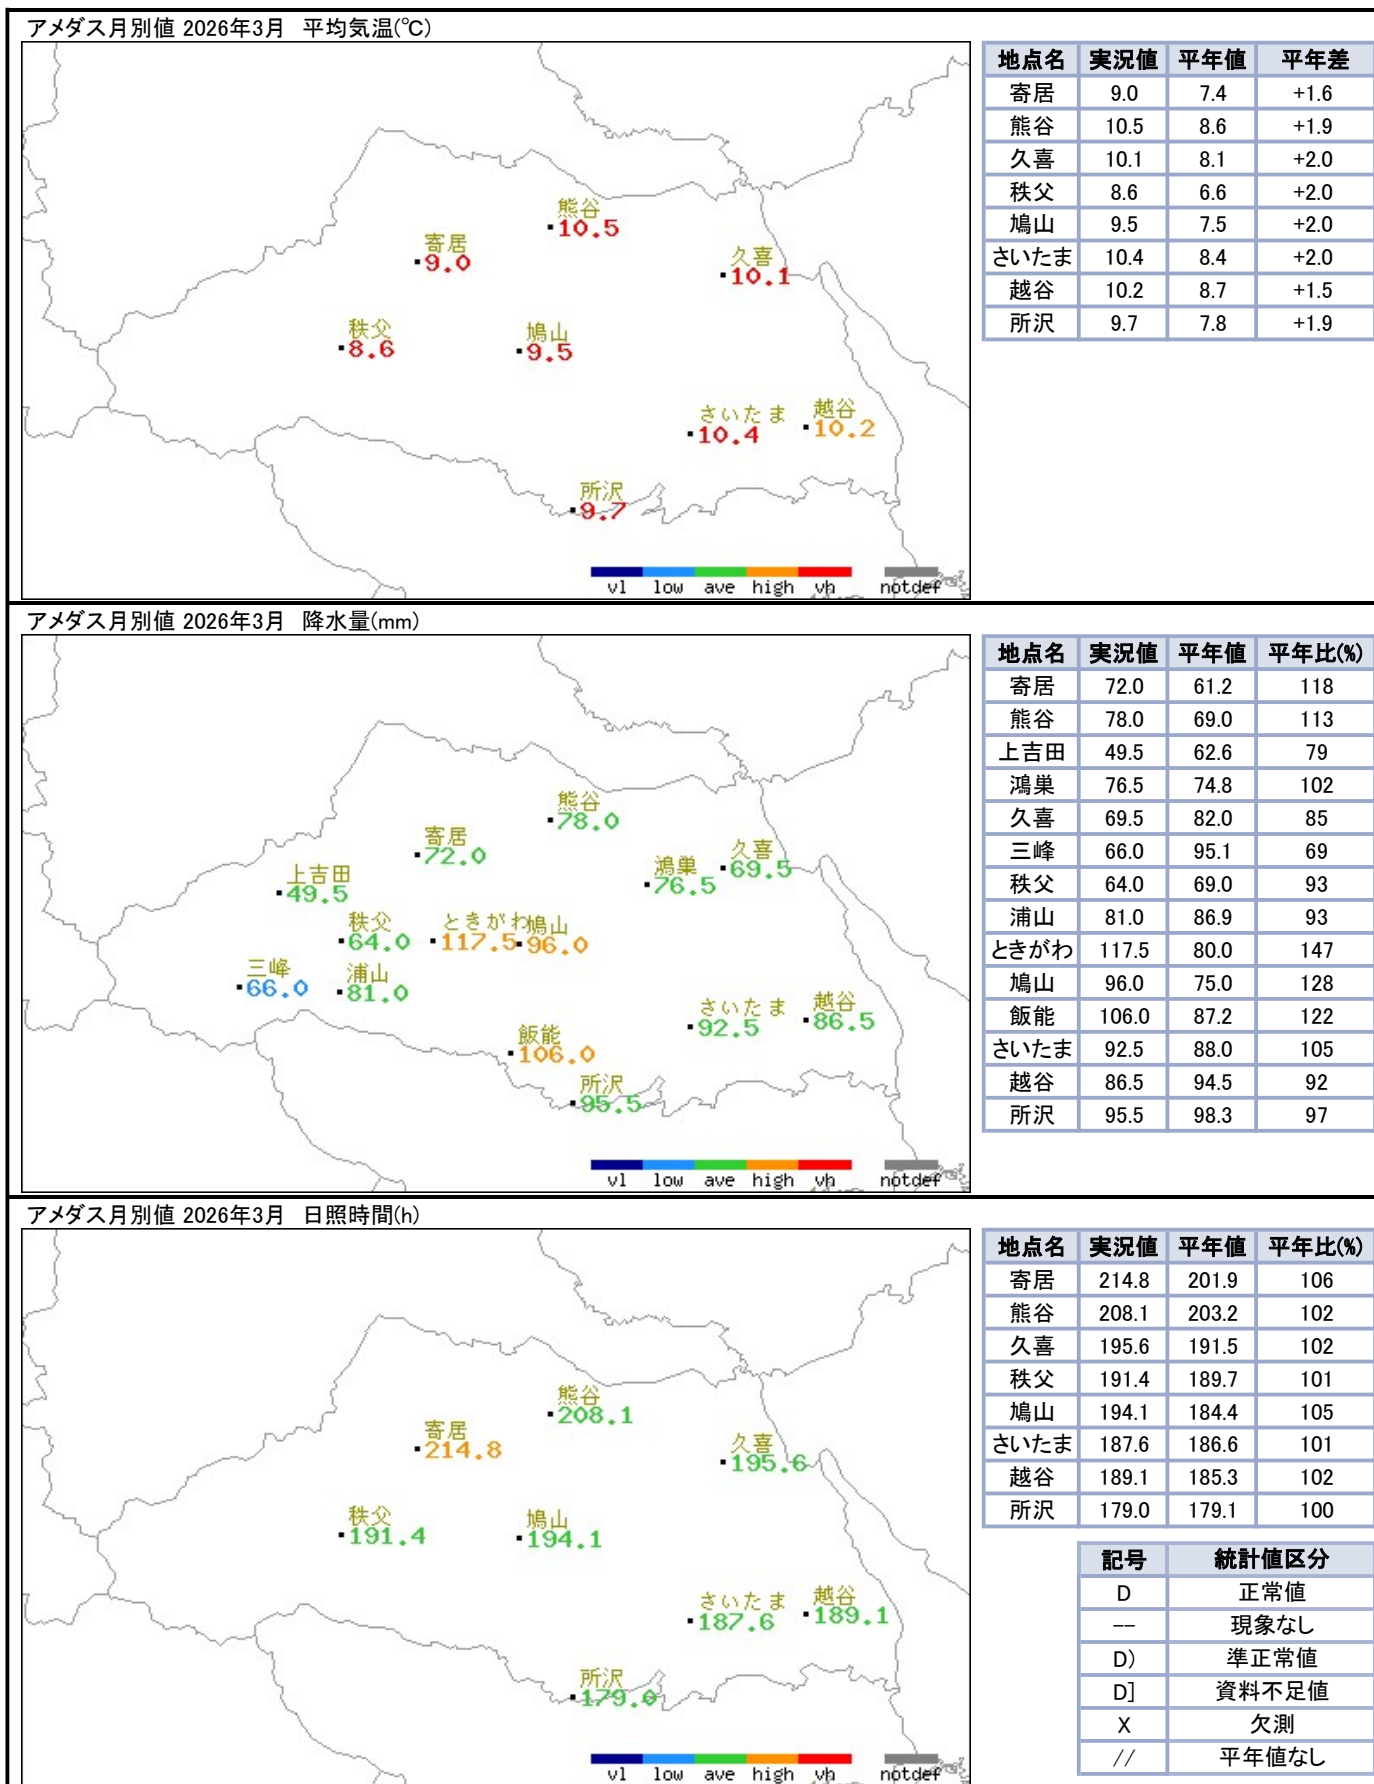 アメダス月別値 2026年3月 平均気温(℃)
熊谷
10.5
寄居
9.0
久喜
10.1
秩父
8.6
鳩山
9.5
さいたま
10.4
越谷
10.2
所沢
9.7
vl low ave high vh notdef
地点名 実況値 平年値 平年差
寄居 9.0 7.4 +1.6
熊谷 10.5 8.6 +1.9
久喜 10.1 8.1 +2.0
秩父 8.6 6.6 +2.0
鳩山 9.5 7.5 +2.0
さいたま 10.4 8.4 +2.0
越谷 10.2 8.7 +1.5
所沢 9.7 7.8 +1.9
アメダス月別値 2026年3月 降水量(mm)
熊谷
78.0
寄居
72.0
鴻巣
76.5
久喜
69.5
上吉田
49.5
秩父
64.0
ときがわ
117.5
鳩山
96.0
三峰
66.0
浦山
81.0
さいたま
92.5
越谷
86.5
飯能
106.0
所沢
95.5
vl low ave high vh notdef
地点名 実況値 平年値 平年比(%)
寄居 72.0 61.2 118
熊谷 78.0 69.0 113
上吉田 49.5 62.6 79
鴻巣 76.5 74.8 102
久喜 69.5 82.0 85
三峰 66.0 95.1 69
秩父 64.0 69.0 93
浦山 81.0 86.9 93
ときがわ 117.5 80.0 147
鳩山 96.0 75.0 128
飯能 106.0 87.2 122
さいたま 92.5 88.0 105
越谷 86.5 94.5 92
所沢 95.5 98.3 97
アメダス月別値 2026年3月 日照時間(h)
熊谷
208.1
寄居
214.8
久喜
195.6
秩父
191.4
鳩山
194.1
さいたま
187.6
越谷
189.1
所沢
179.0
vl low ave high vh notdef
地点名 実況値 平年値 平年比(%)
寄居 214.8 201.9 106
熊谷 208.1 203.2 102
久喜 195.6 191.5 102
秩父 191.4 189.7 101
鳩山 194.1 184.4 105
さいたま 187.6 186.6 101
越谷 189.1 185.3 102
所沢 179.0 179.1 100
記号 統計値区分
D 正常値
-- 現象なし
D) 準正常値
D] 資料不足値
X 欠測
// 平年値なし